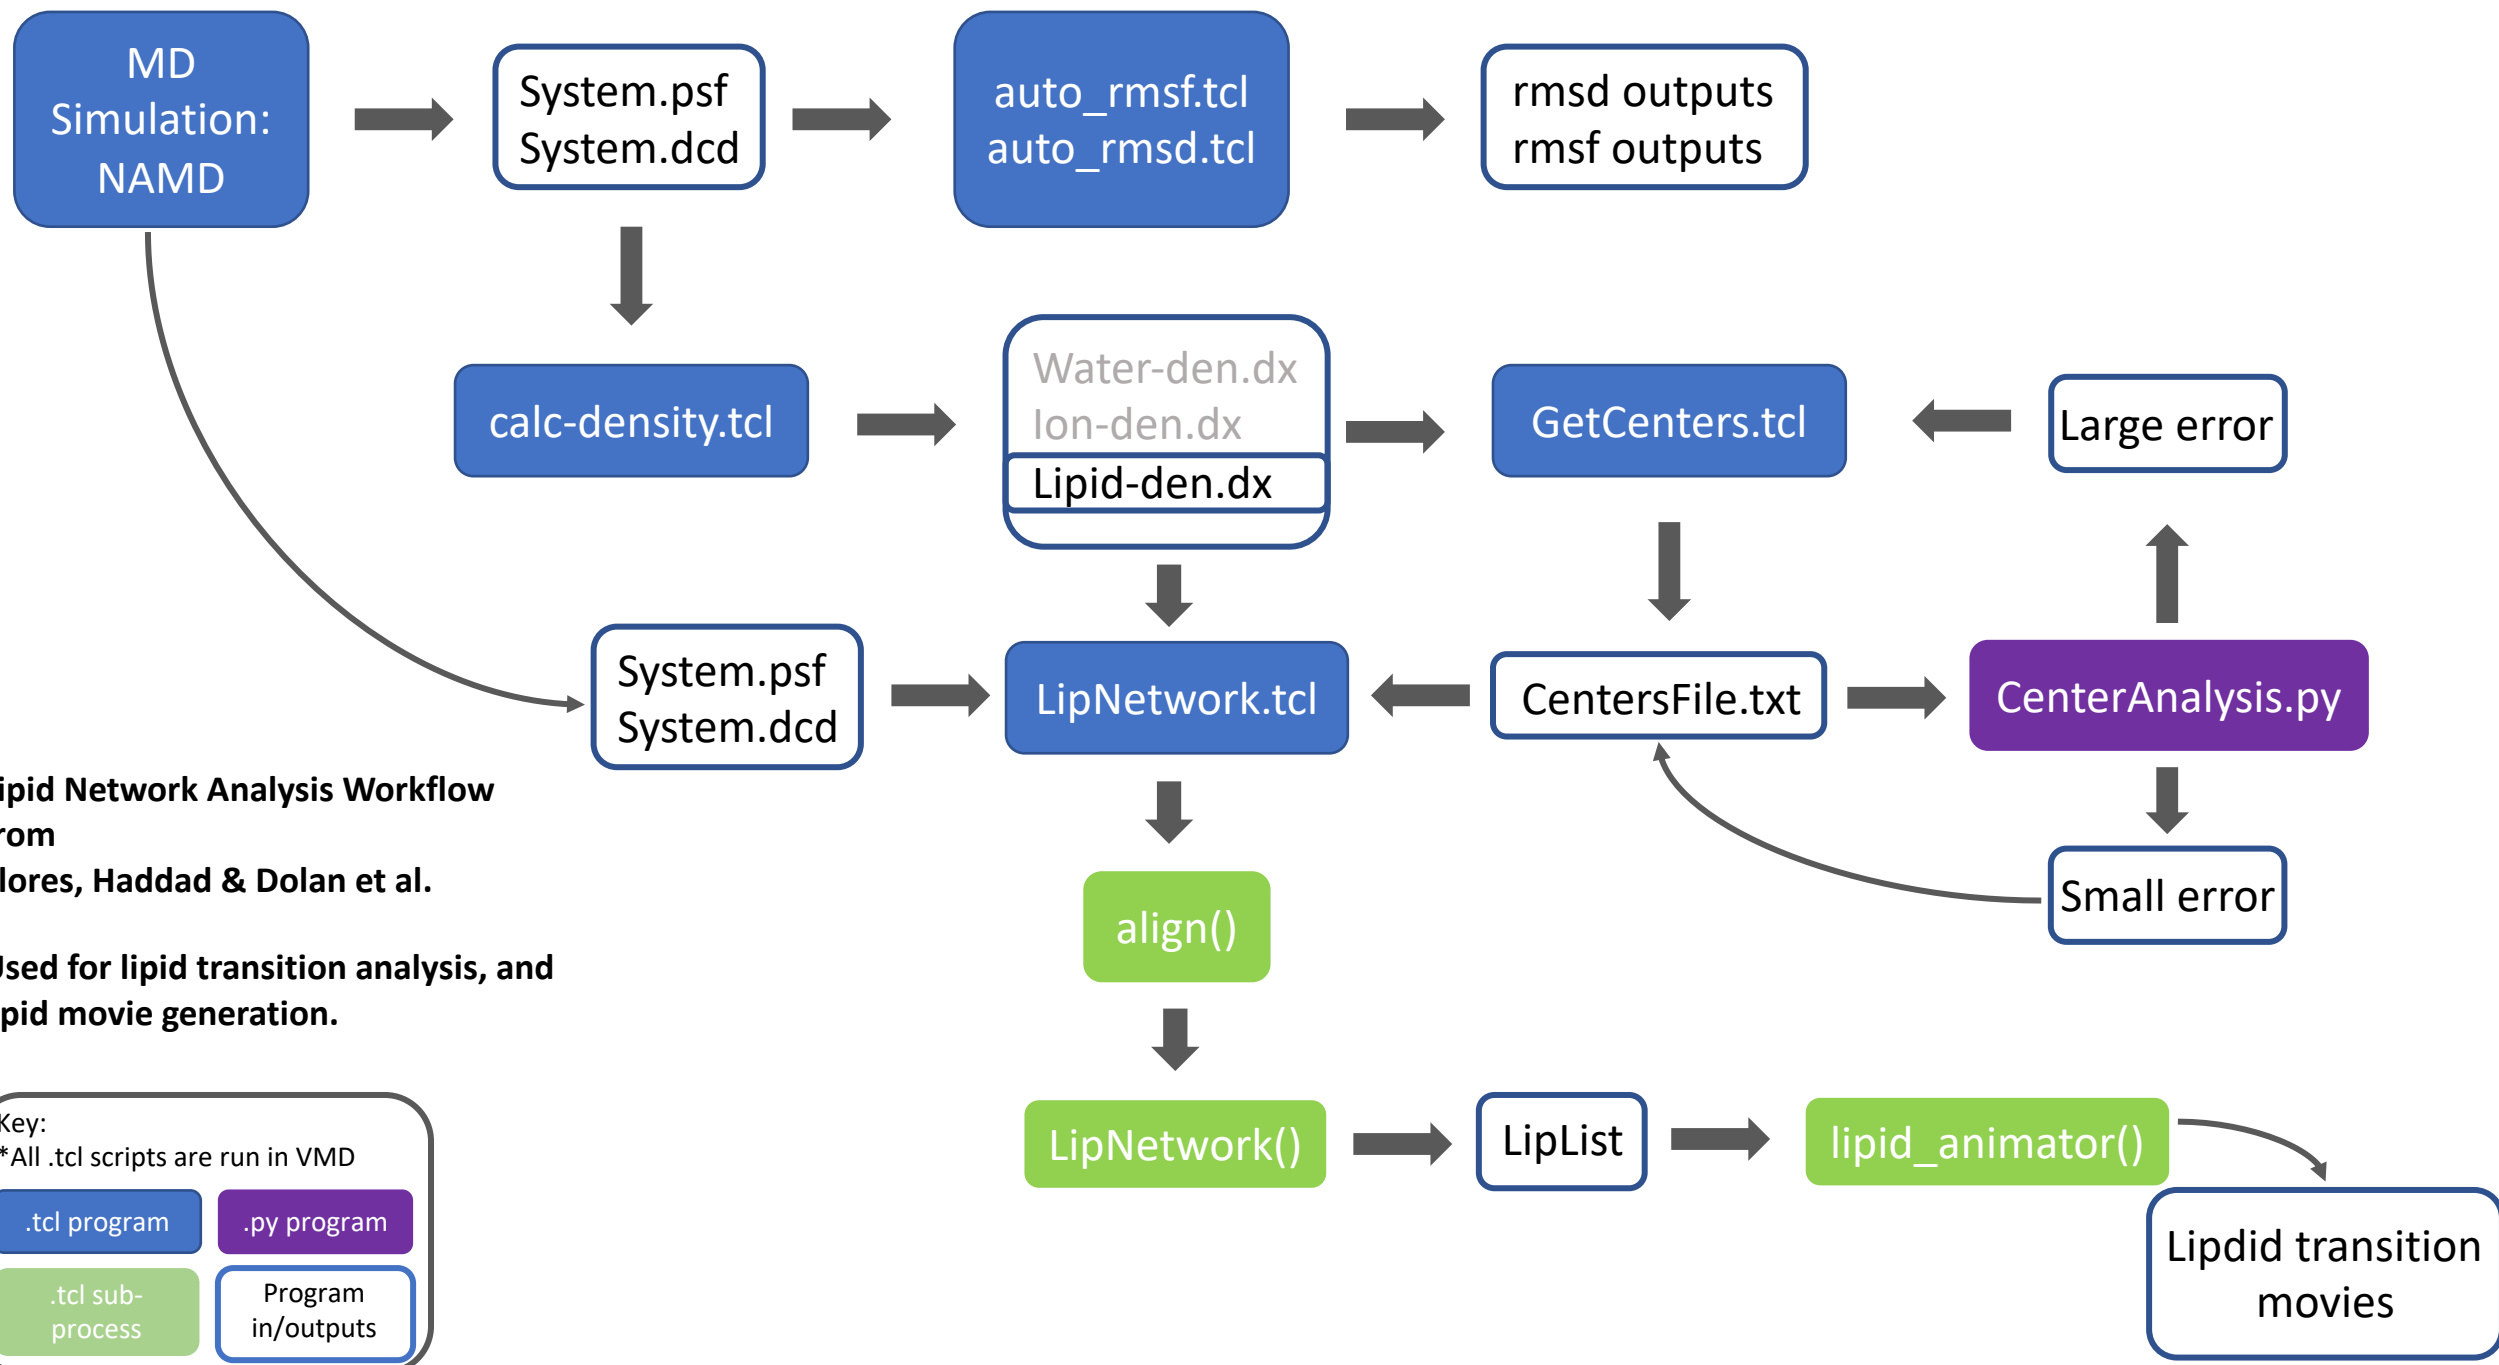 MD
Simulation:
NAMD
System.psf
System.dcd
auto_rmsf.tcl
auto_rmsd.tcl
rmsd outputs
rmsf outputs
calc-density.tcl
Water-den.dx
Ion-den.dx
Lipid-den.dx
GetCenters.tcl
Large error
System.psf
System.dcd
LipNetwork.tcl
CentersFile.txt
CenterAnalysis.py
ipid Network Analysis Workflow
rom
lores, Haddad & Dolan et al.
Used for lipid transition analysis, and
ipid movie generation.
align()
Small error
LipNetwork()
LipList
lipid_animator()
Lipdid transition
movies
Key:
*All .tcl scripts are run in VMD
.tcl program
.py program
.tcl sub-
process
Program
in/outputs